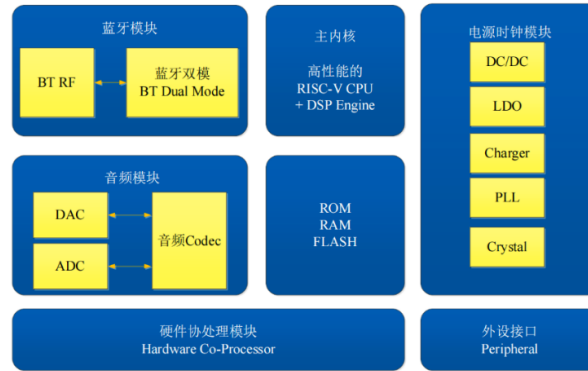 蓝牙模块
BT RF
蓝牙双模
BT Dual Mode
主内核
高性能的
RISC-V CPU
+ DSP Engine
电源时钟模块
DC/DC
LDO
Charger
PLL
Crystal
音频模块
DAC
ADC
音频Codec
ROM
RAM
FLASH
硬件协处理模块
Hardware Co-Processor
外设接口
Peripheral